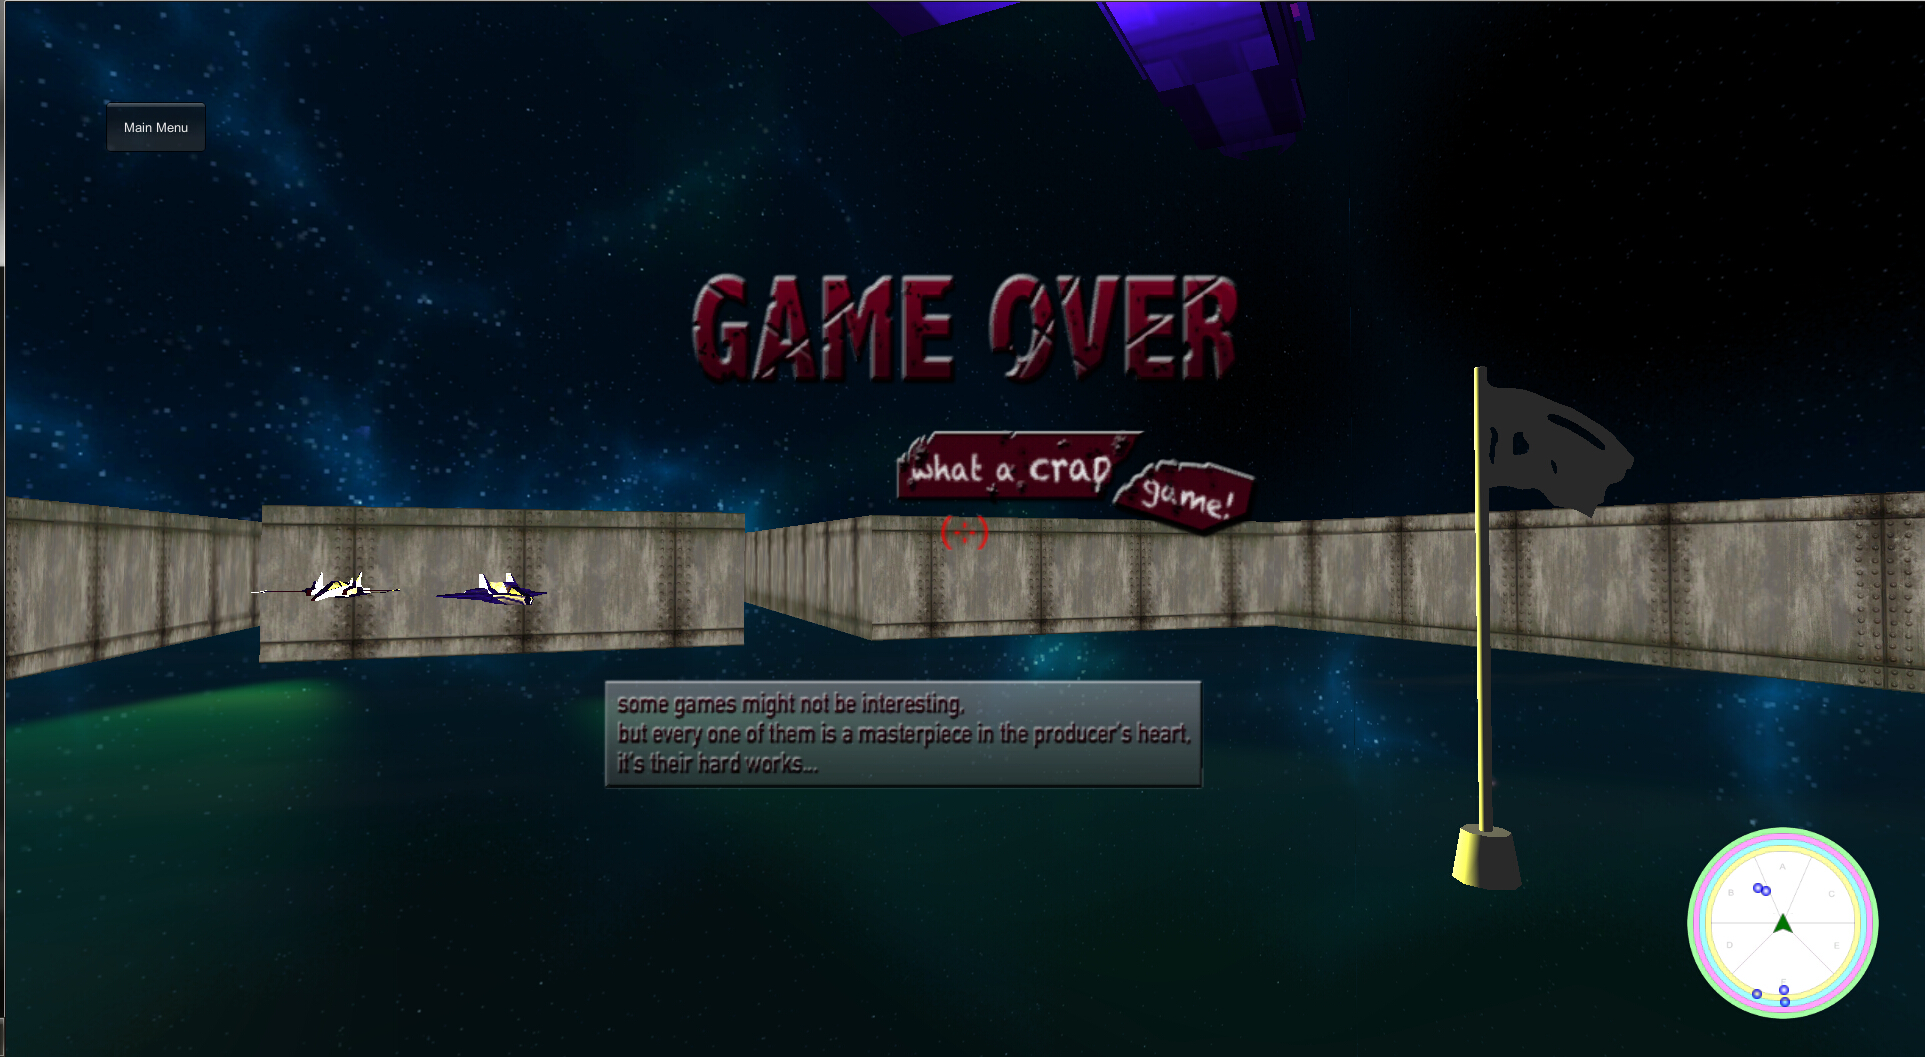 Main Menu
GAME OVER
what a crap
game!
some games might not be interesting,
but every one of them is a masterpiece in the producer's heart,
it's their hard works...
A
B
C
D
E
F